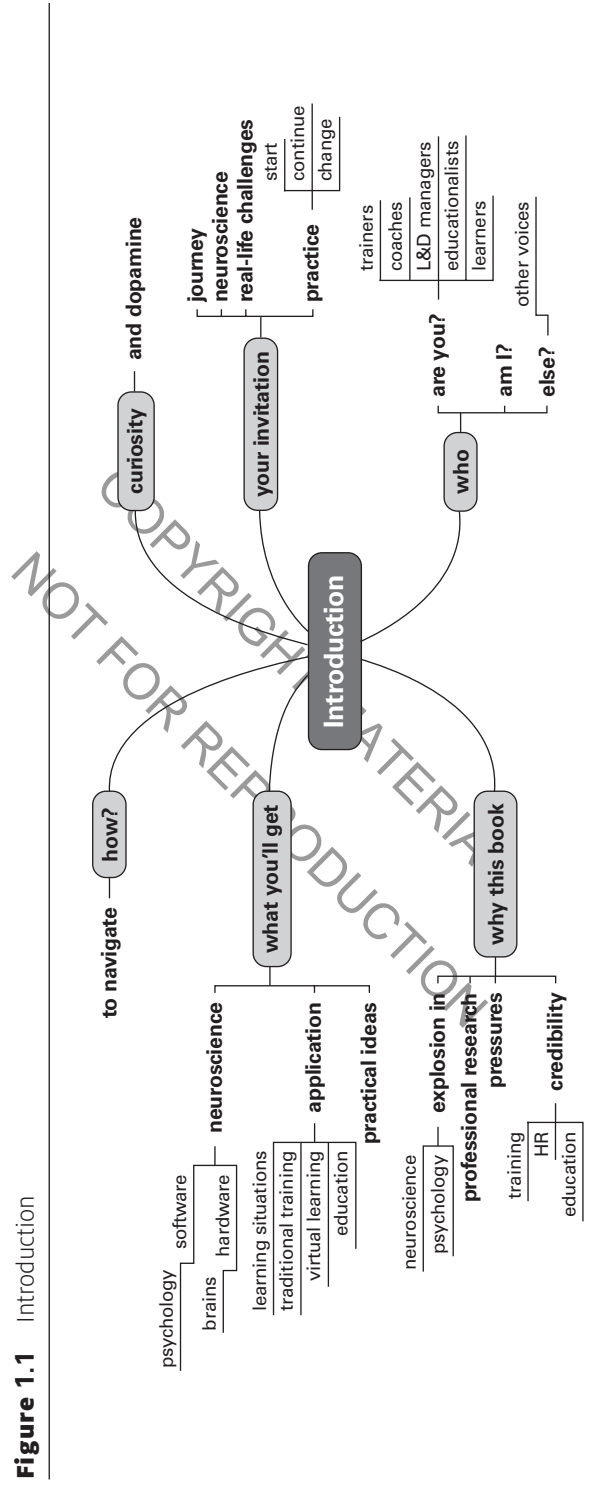 Figure 1.1 Introduction
Introduction
curiosity
and dopamine
your invitation
journey
neuroscience
real-life challenges
practice
start
continue
change
who
are you?
trainers
coaches
L&D managers
educationalists
learners
am I?
else?
other voices
how?
to navigate
what you'll get
neuroscience
software
psychology
hardware
brains
application
learning situations
traditional training
virtual learning
education
practical ideas
why this book
explosion in
neuroscience
psychology
professional research
pressures
credibility
training
HR
education
COPYRIGHT MATERIAL
NOT FOR REPRODUCTION